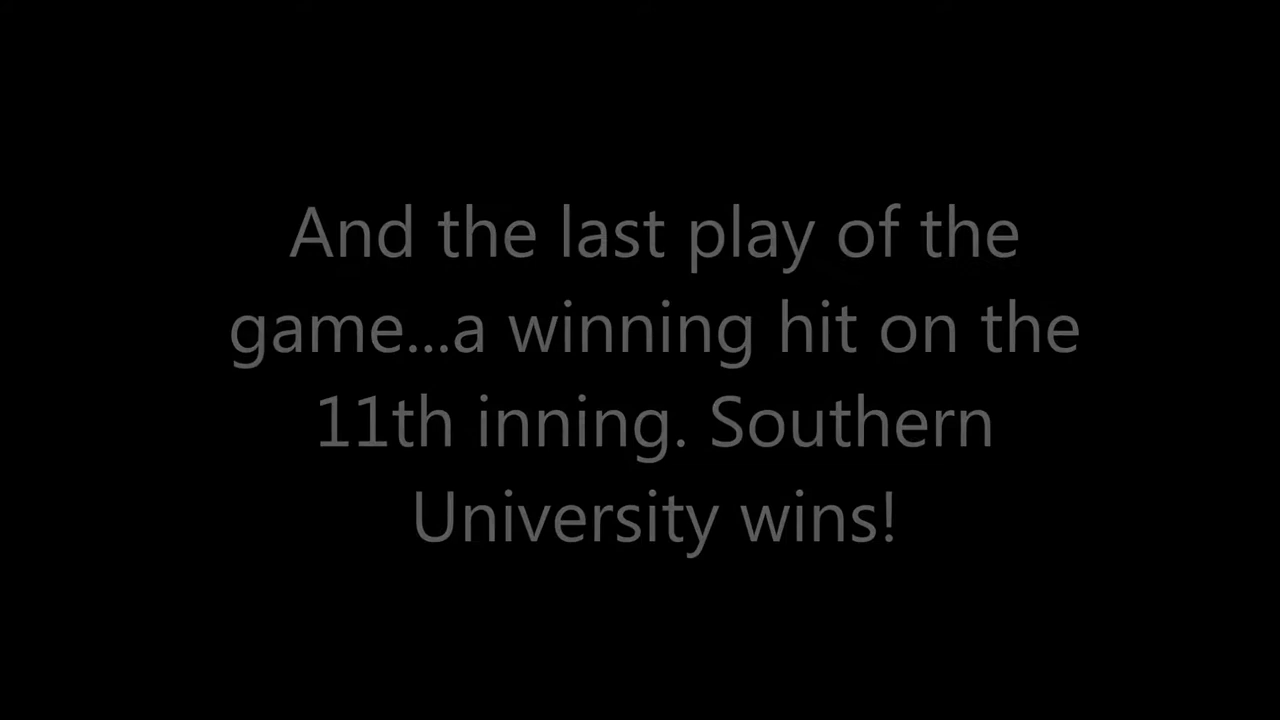 And the last play of the
game...a winning hit on the
11th inning. Southern
University wins!